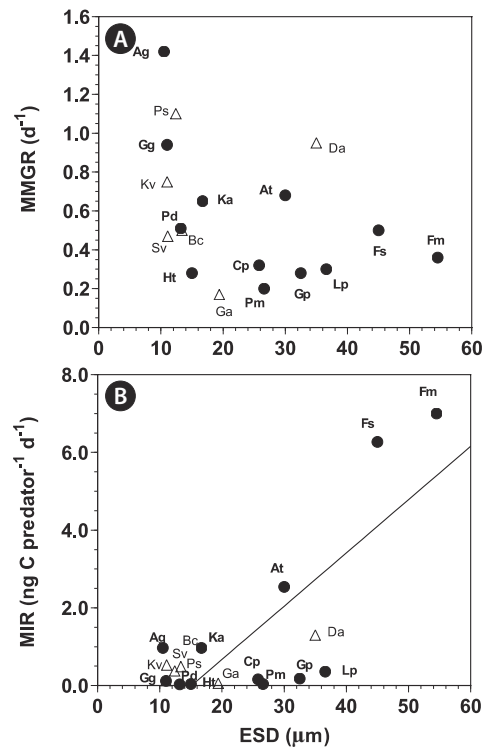 A
MMGR (d-1)
1.6
1.4
1.2
1.0
0.8
0.6
0.4
0.2
0.0
Ag
Ps
Gg
Da
Kv
Ka
At
Pd
Bc
Sv
Fs
Fm
Ht
Cp
Lp
Pm
Gp
Ga
0 10 20 30 40 50 60
B
MIR (ng C predator-1 d-1)
8.0
6.0
4.0
2.0
0.0
Fm
Fs
At
Da
Ag
Bc
Ka
Sv
Kv
Ps
Cp
Gp
Lp
Gg
Pd
Ht
Ga
Pm
0 10 20 30 40 50 60
ESD (μm)